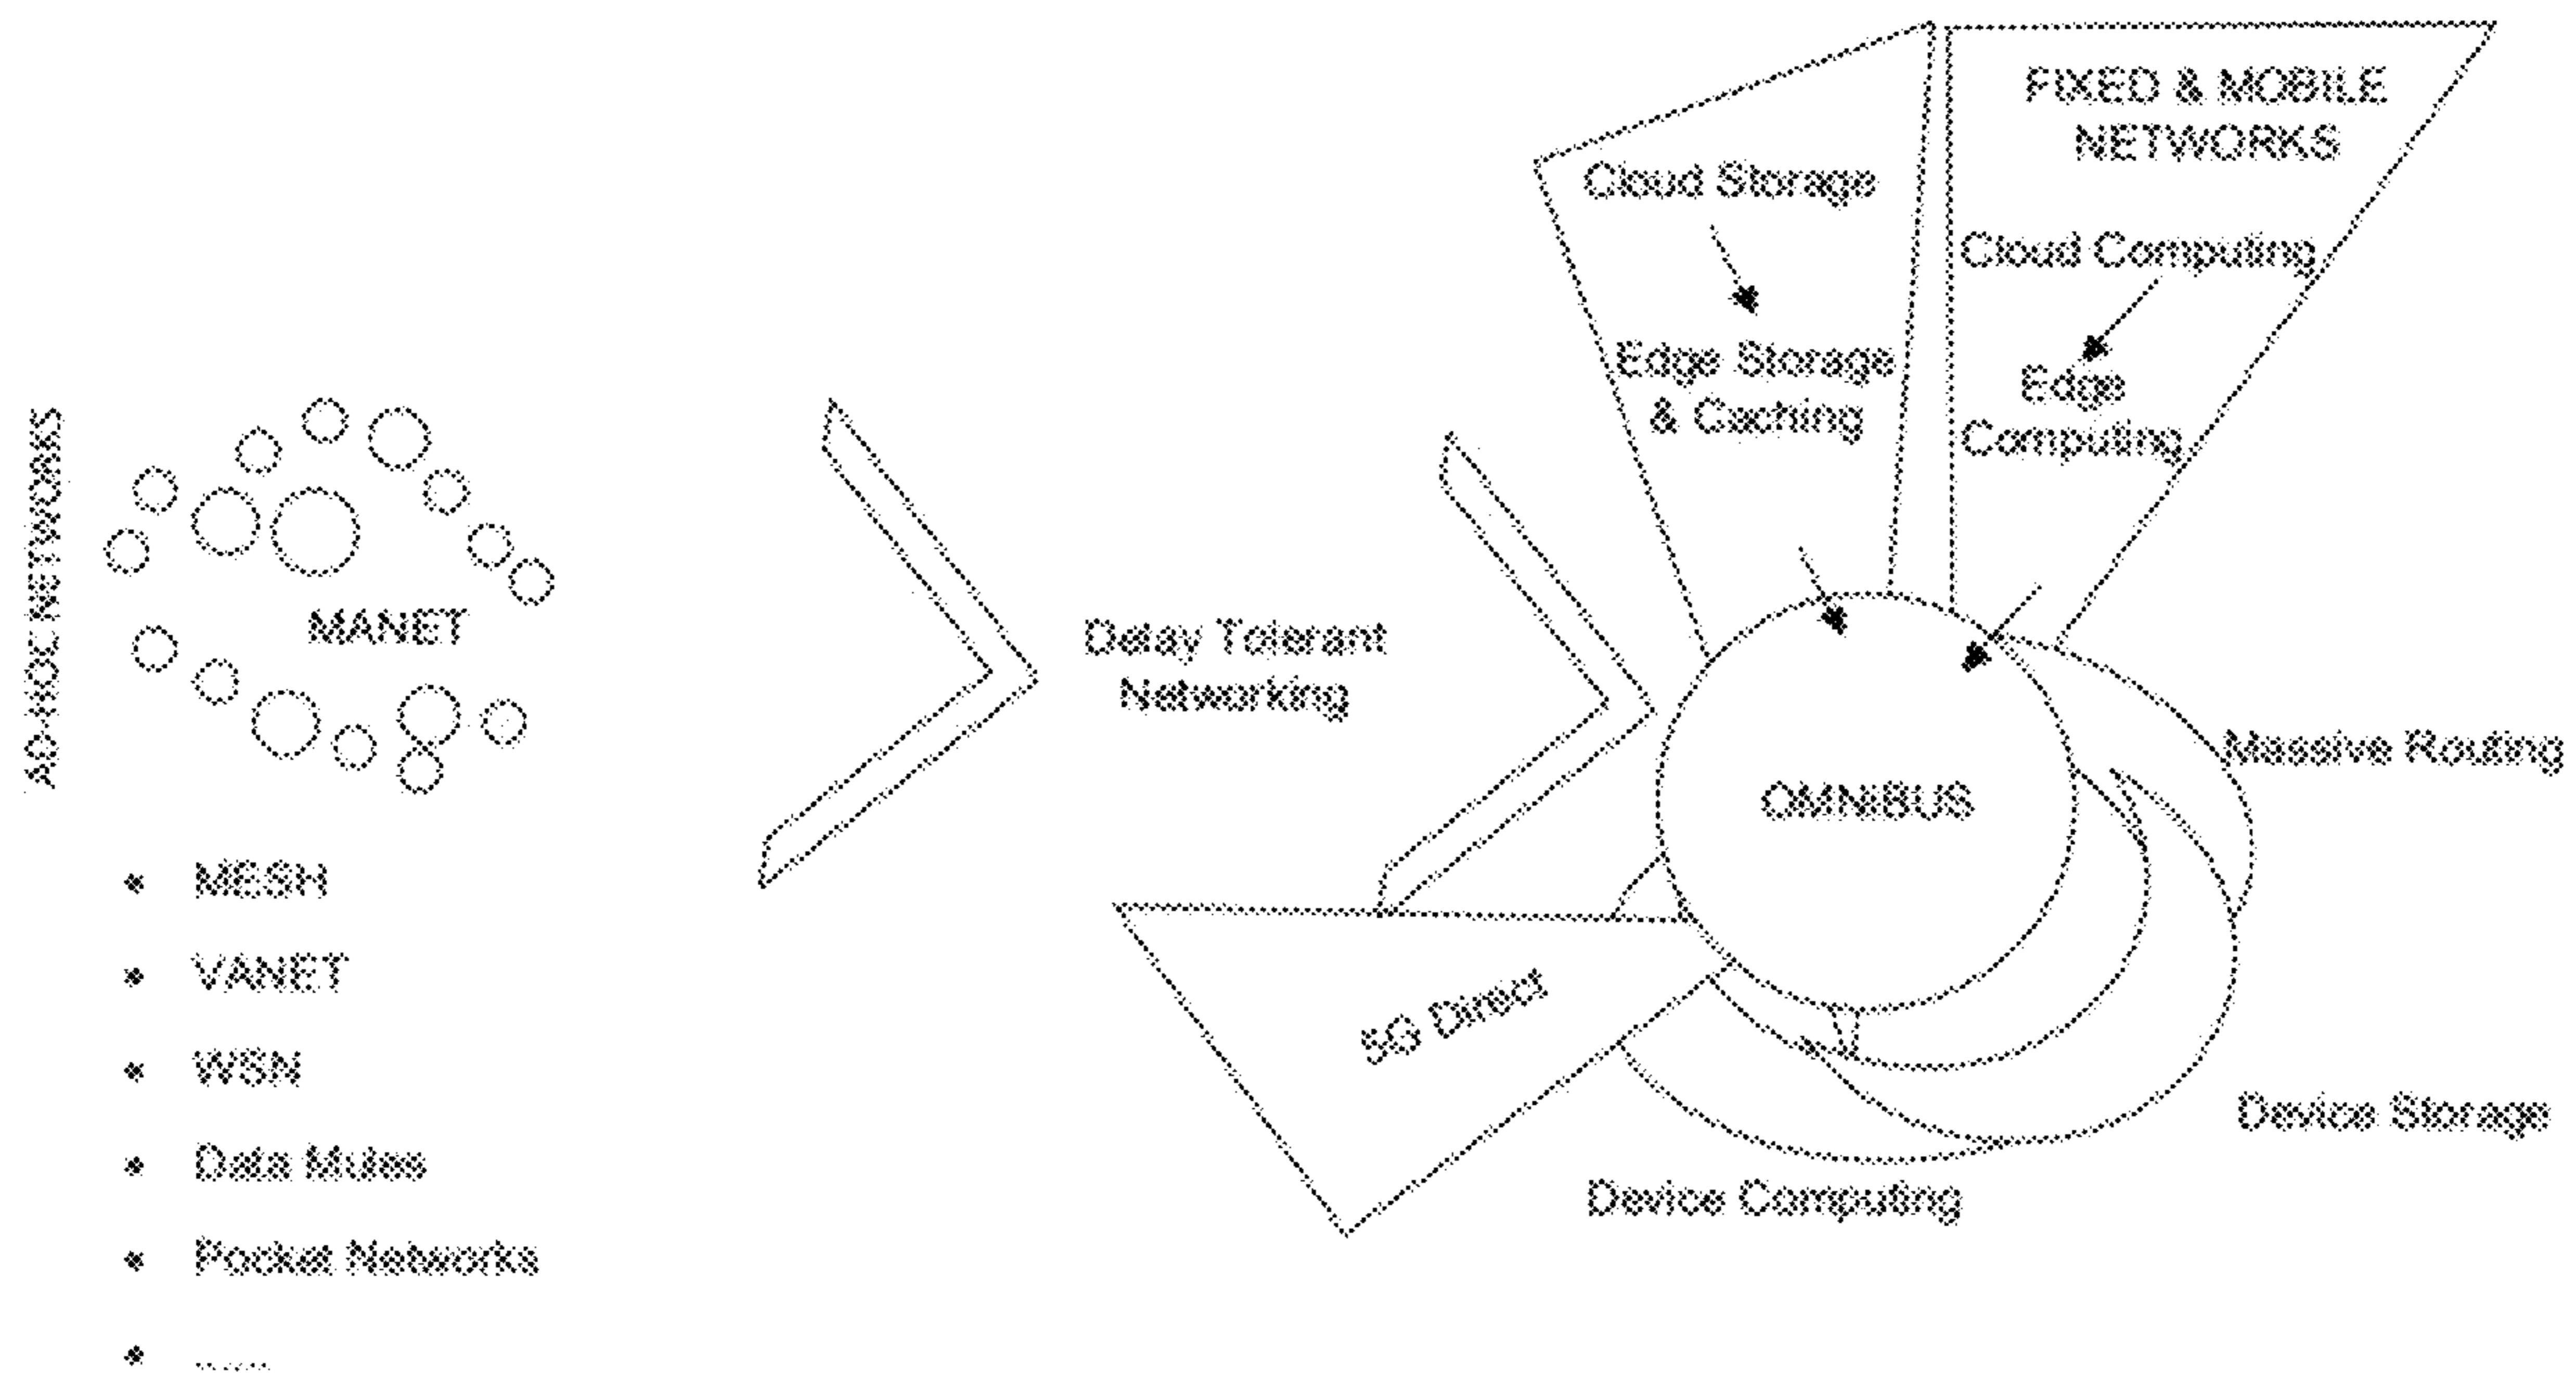 AD-HOC NETWORKS
MANET
MESH
VANET
WSN
Data Mules
Pocket Networks
......
Delay Tolerant
Networking
Cloud Storage
Edge Storage
& Caching
FIXED & MOBILE
NETWORKS
Cloud Computing
Edge
Computing
OMNIBUS
Massive Routing
5G Direct
Device Storage
Device Computing